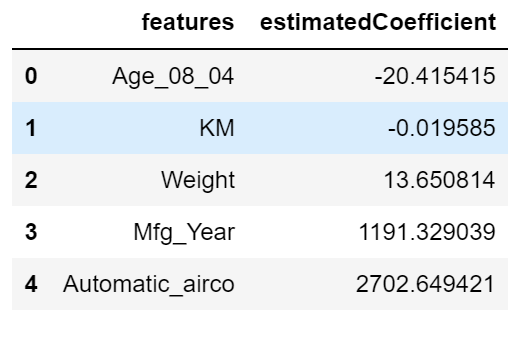 features estimatedCoefficient
0 Age_08_04 -20.415415
1 KM -0.019585
2 Weight 13.650814
3 Mfg_Year 1191.329039
4 Automatic_airco 2702.649421